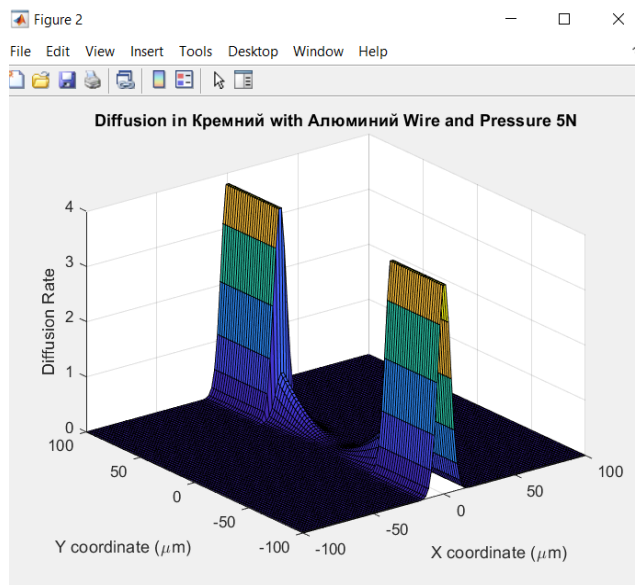 Figure 2
File Edit View Insert Tools Desktop Window Help
Diffusion in Кремний with Алюминий Wire and Pressure 5N
4
3
2
1
0
Diffusion Rate
100
50
0
-50
-100
Y coordinate (μm)
-100
-50
0
50
100
X coordinate (μm)